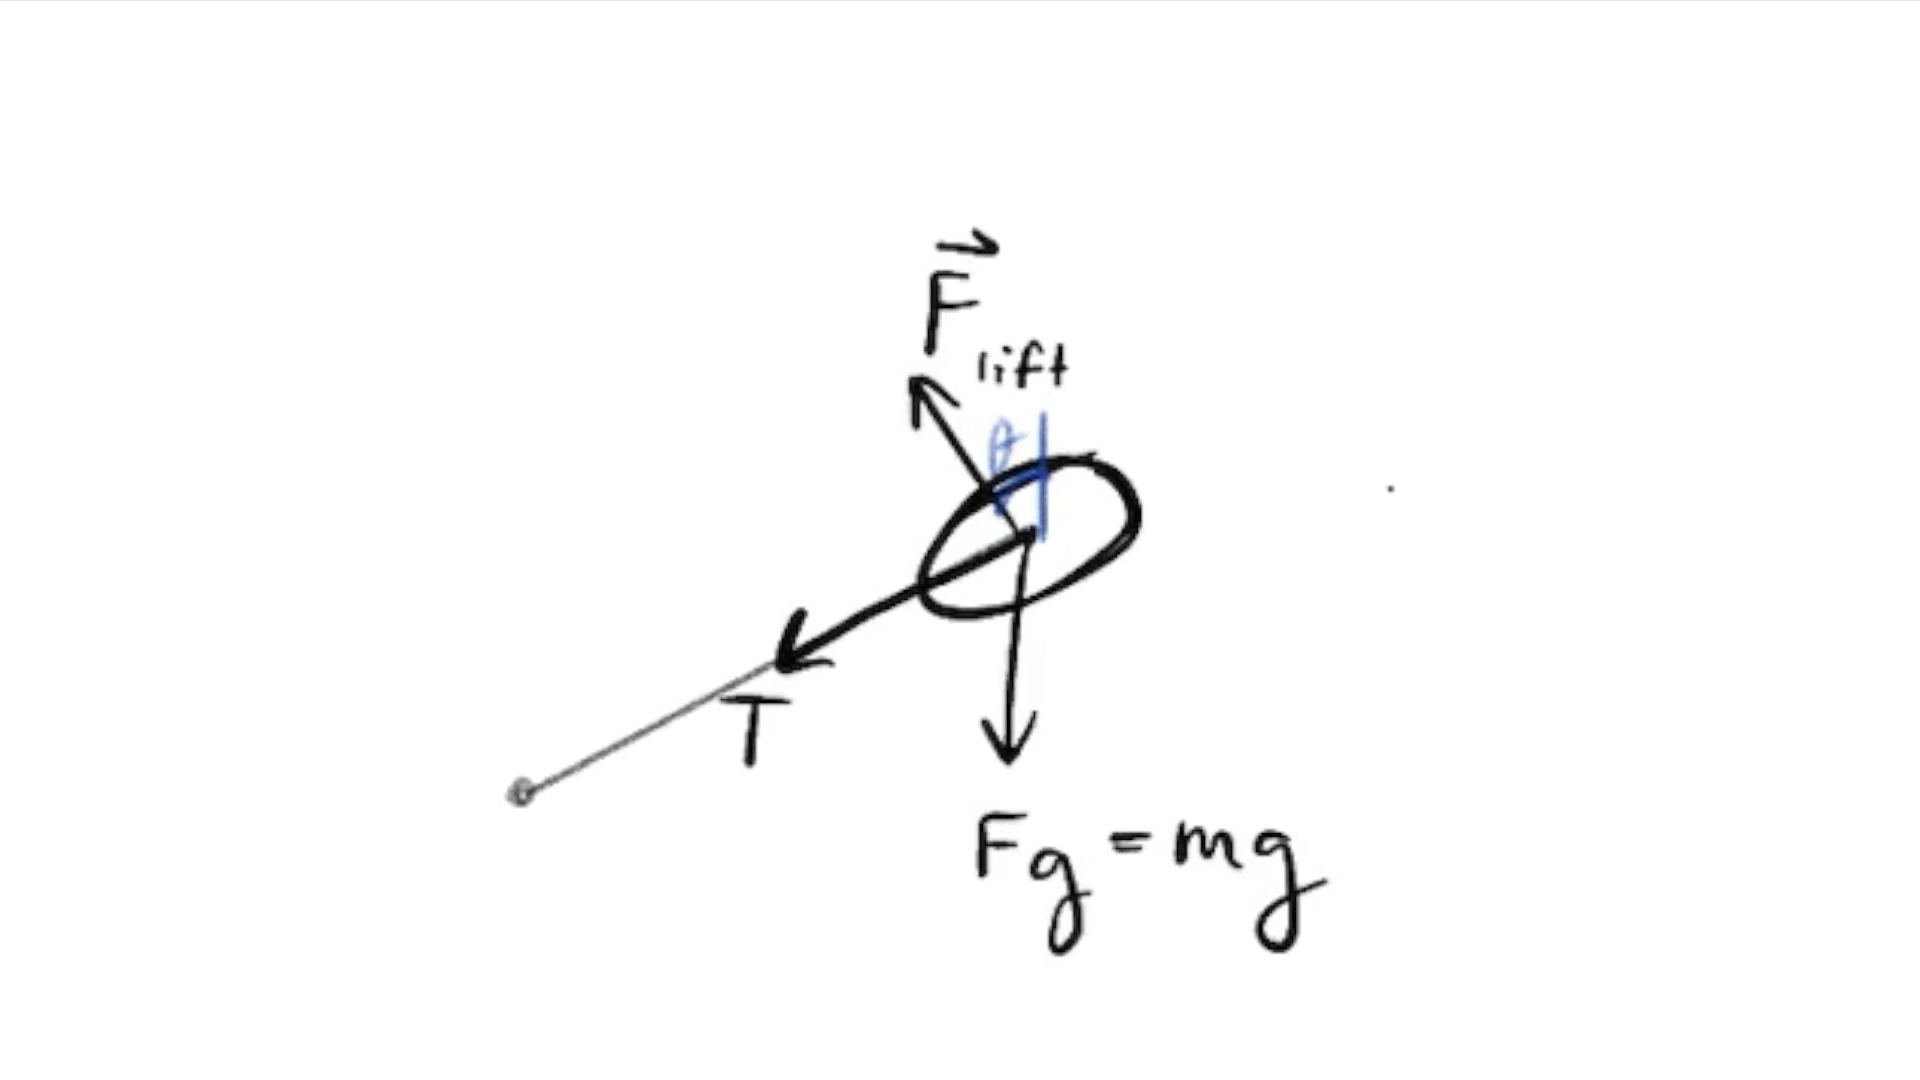 F⃗ lift
θ
T
Fg = mg